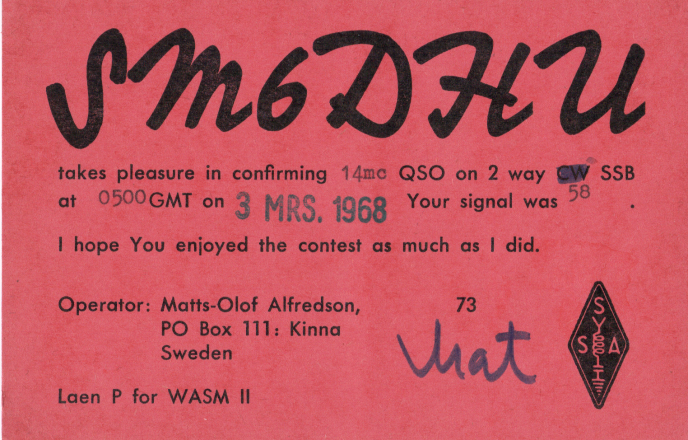 SM6DHU
takes pleasure in confirming 14mc QSO on 2 way CW SSB
at 0500 GMT on 3 MRS. 1968 Your signal was 58 .
I hope You enjoyed the contest as much as I did.
Operator: Matts-Olof Alfredson,
PO Box 111: Kinna
Sweden
Laen P for WASM II
73
Mat
S
S A